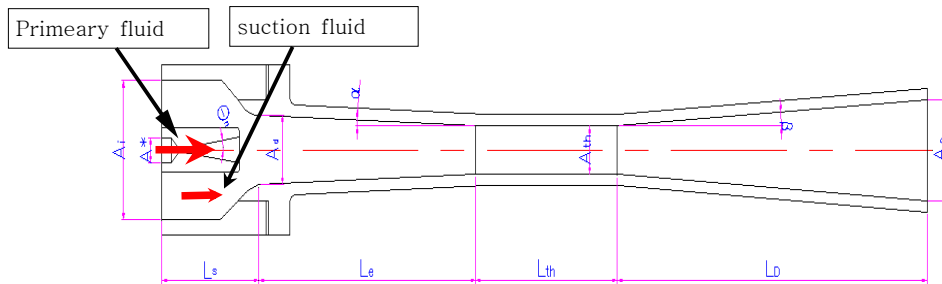 Primeary fluid
suction fluid
α
Θ
A*
Ai
Ad
Ath
β
Ls
Le
Lth
LD